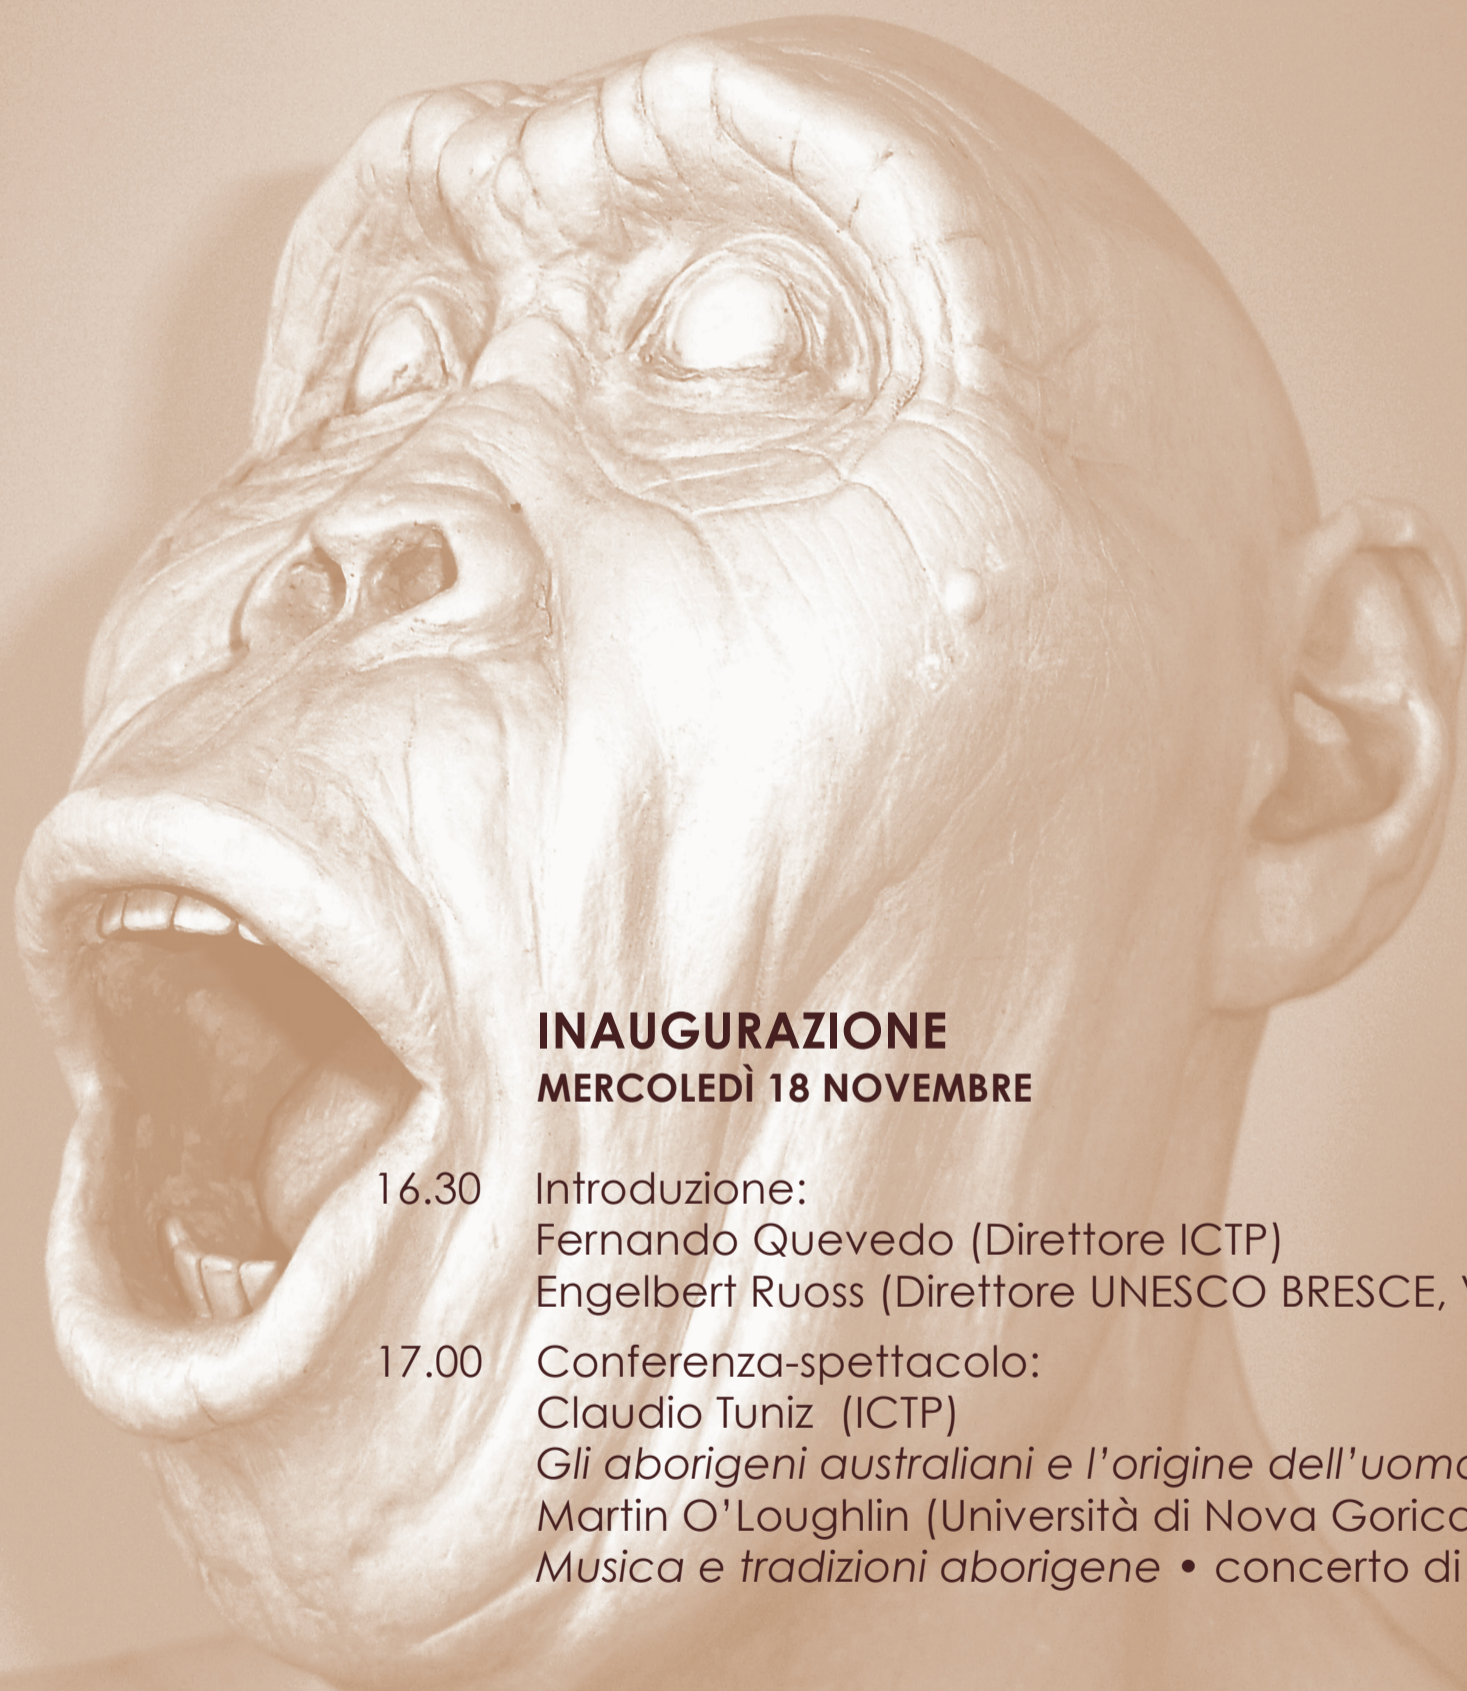 INAUGURAZIONE
MERCOLEDÌ 18 NOVEMBRE
16.30 Introduzione:
Fernando Quevedo (Direttore ICTP)
Engelbert Ruoss (Direttore UNESCO BRESCE,
17.00 Conferenza-spettacolo:
Claudio Tuniz (ICTP)
Gli aborigeni australiani e l’origine dell’uomo
Martin O’Loughlin (Università di Nova Gorica
Musica e tradizioni aborigene • concerto di